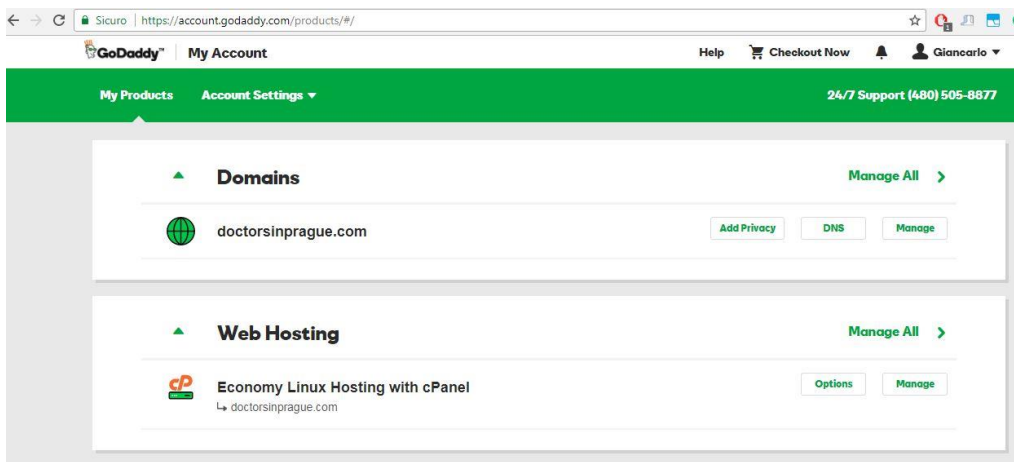 Sicuro https://account.godaddy.com/products/#/
GoDaddy™ My Account Help Checkout Now Giancarlo
My Products Account Settings 24/7 Support (480) 505-8877
Domains Manage All
doctorsinprague.com Add Privacy DNS Manage
Web Hosting Manage All
cP Economy Linux Hosting with cPanel Options Manage
doctorsinprague.com